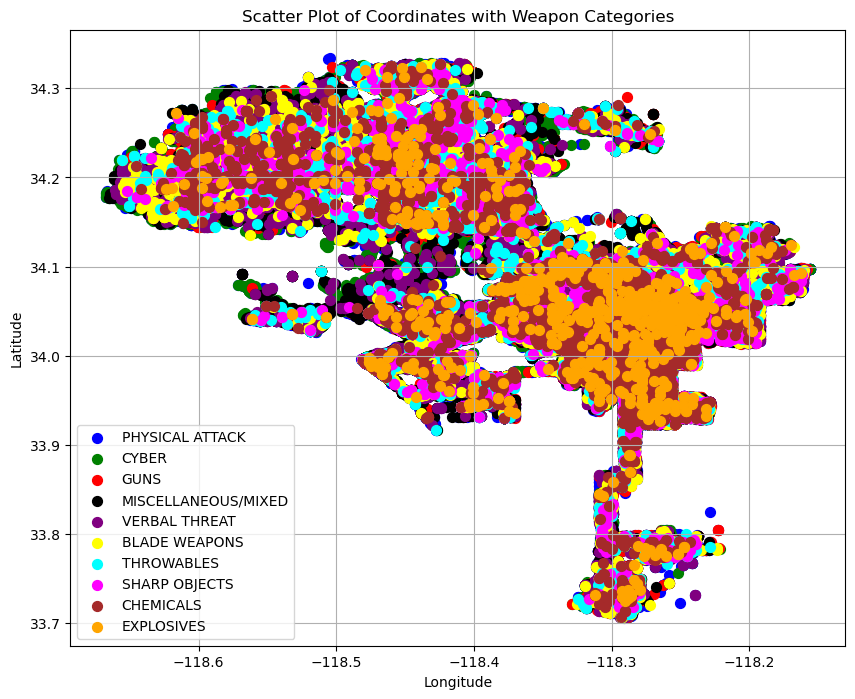 Scatter Plot of Coordinates with Weapon Categories
34.3
34.2
34.1
34.0
33.9
33.8
33.7
Latitude
PHYSICAL ATTACK
CYBER
GUNS
MISCELLANEOUS/MIXED
VERBAL THREAT
BLADE WEAPONS
THROWABLES
SHARP OBJECTS
CHEMICALS
EXPLOSIVES
−118.6 −118.5 −118.4 −118.3 −118.2
Longitude